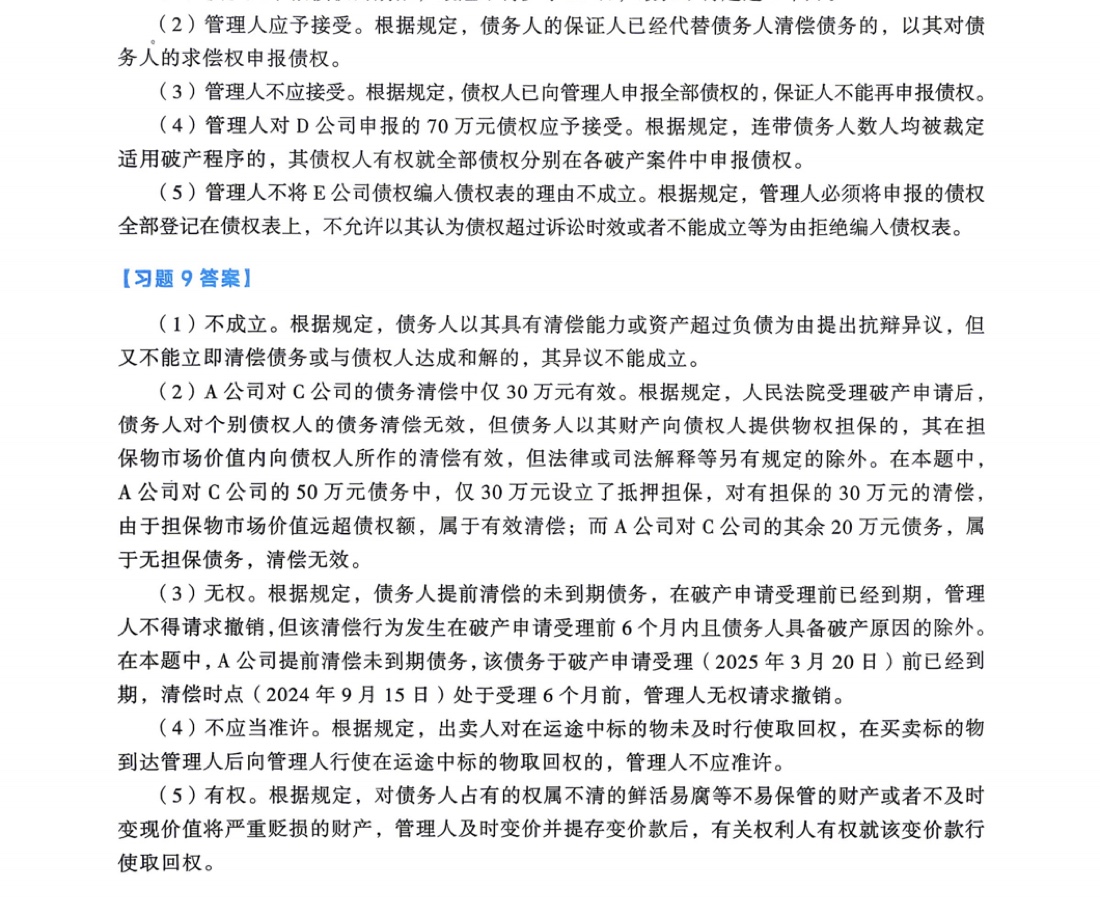 （2）管理人应予接受。根据规定，债务人的保证人已经代替债务人清偿债务的，以其对债
务人的求偿权申报债权。
（3）管理人不应接受。根据规定，债权人已向管理人申报全部债权的，保证人不能再申报债权。
（4）管理人对 D 公司申报的 70 万元债权应予接受。根据规定，连带债务人数人均被裁定
适用破产程序的，其债权人有权就全部债权分别在各破产案件中申报债权。
（5）管理人不将 E 公司债权编入债权表的理由不成立。根据规定，管理人必须将申报的债权
全部登记在债权表上，不允许以其认为债权超过诉讼时效或者不能成立等为由拒绝编入债权表。
【习题 9 答案】
（1）不成立。根据规定，债务人以其具有清偿能力或资产超过负债为由提出抗辩异议，但
又不能立即清偿债务或与债权人达成和解的，其异议不能成立。
（2）A 公司对 C 公司的债务清偿中仅 30 万元有效。根据规定，人民法院受理破产申请后，
债务人对个别债权人的债务清偿无效，但债务人以其财产向债权人提供物权担保的，其在担
保物市场价值内向债权人所作的清偿有效，但法律或司法解释等另有规定的除外。在本题中，
A 公司对 C 公司的 50 万元债务中，仅 30 万元设立了抵押担保，对有担保的 30 万元的清偿，
由于担保物市场价值远超债权额，属于有效清偿；而 A 公司对 C 公司的其余 20 万元债务，属
于无担保债务，清偿无效。
（3）无权。根据规定，债务人提前清偿的未到期债务，在破产申请受理前已经到期，管理
人不得请求撤销，但该清偿行为发生在破产申请受理前 6 个月内且债务人具备破产原因的除外。
在本题中，A 公司提前清偿未到期债务，该债务于破产申请受理（2025 年 3 月 20 日）前已经到
期，清偿时点（2024 年 9 月 15 日）处于受理 6 个月前，管理人无权请求撤销。
（4）不应当准许。根据规定，出卖人对在运途中标的物未及时行使取回权，在买卖标的物
到达管理人后向管理人行使在运途中标的物取回权的，管理人不应准许。
（5）有权。根据规定，对债务人占有的权属不清的鲜活易腐等不易保管的财产或者不及时
变现价值将严重贬损的财产，管理人及时变价并提存变价款后，有关权利人有权就该变价款行
使取回权。